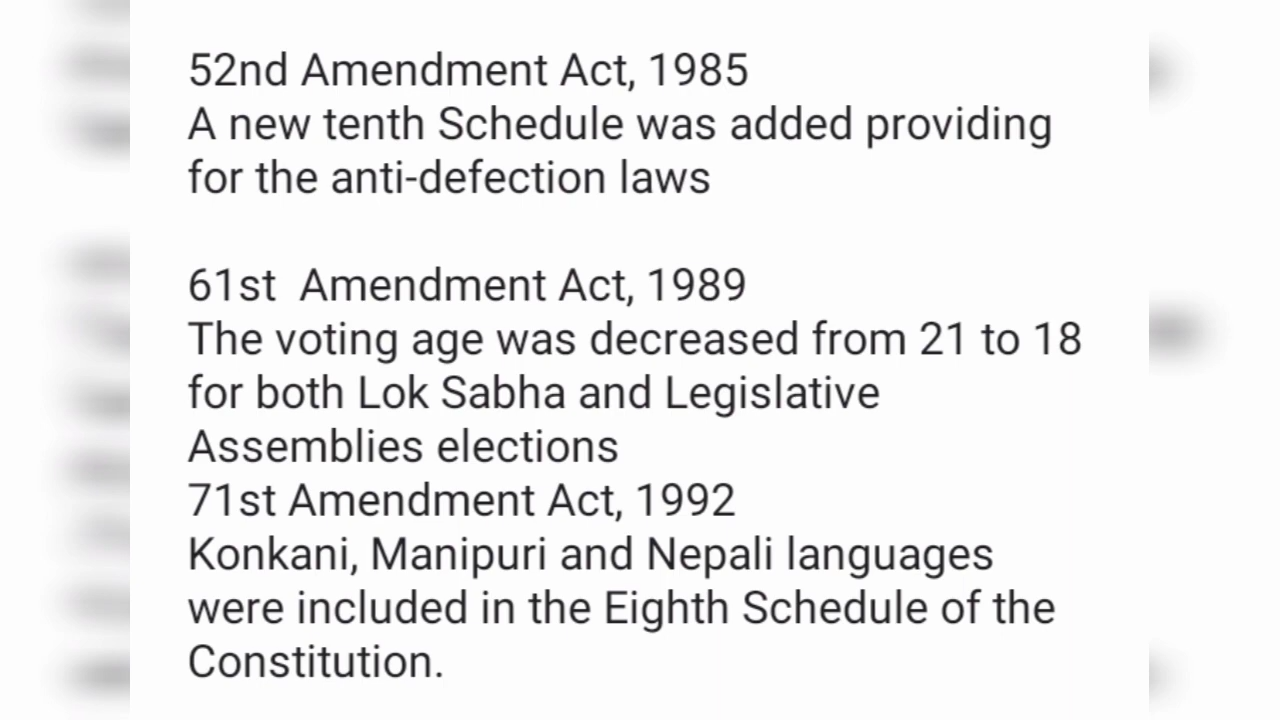 52nd Amendment Act, 1985
A new tenth Schedule was added providing
for the anti-defection laws
61st  Amendment Act, 1989
The voting age was decreased from 21 to 18
for both Lok Sabha and Legislative
Assemblies elections
71st Amendment Act, 1992
Konkani, Manipuri and Nepali languages
were included in the Eighth Schedule of the
Constitution.